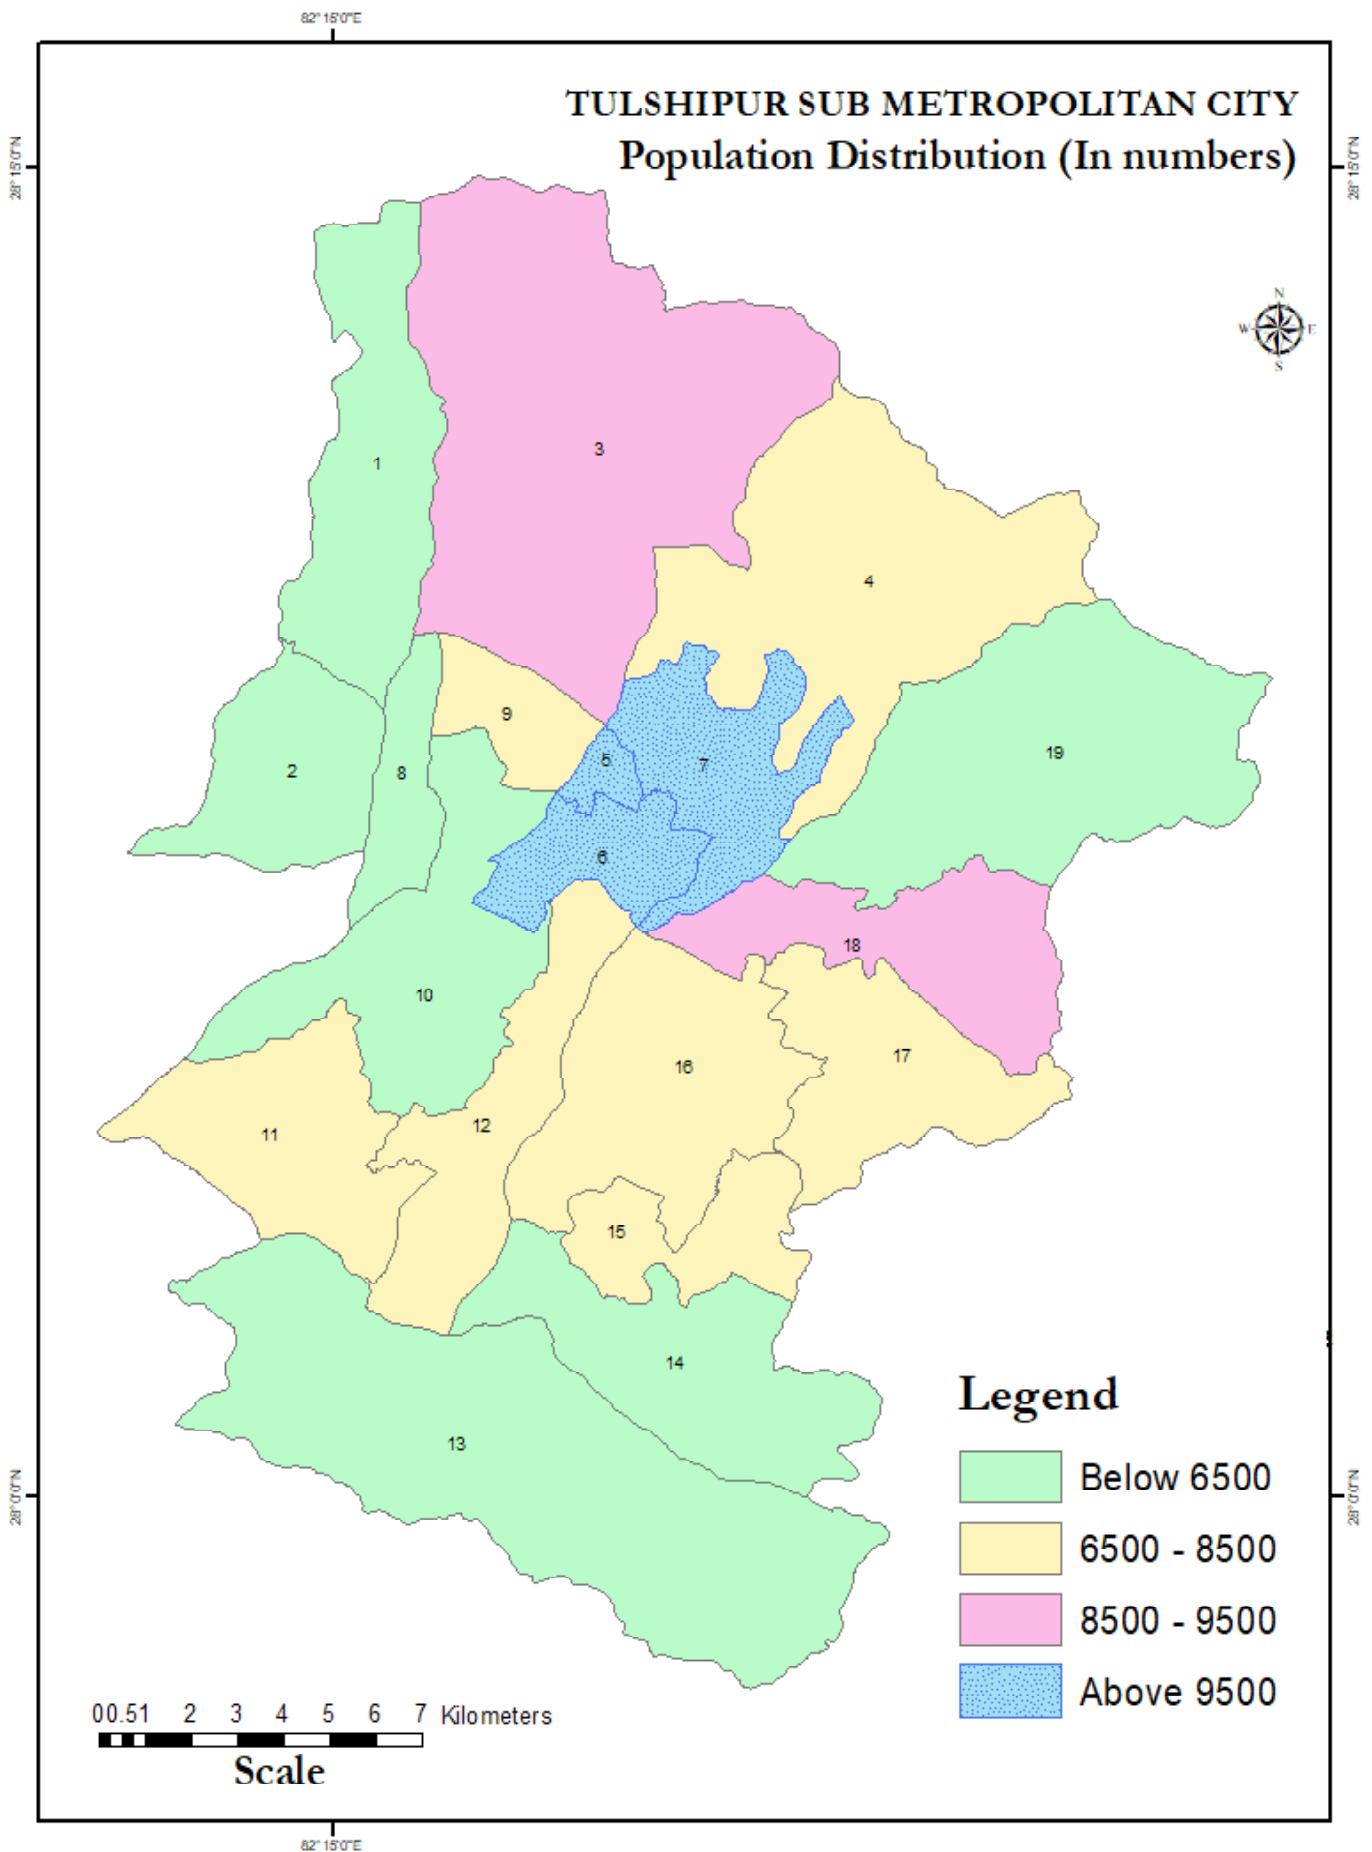 82°15'0"E
TULSHIPUR SUB METROPOLITAN CITY
Population Distribution (In numbers)
28°15'0"N
28°15'0"N
N
W E
S
3
1
4
9
19
5
7
2
8
6
18
10
17
16
12
11
15
14
13
Legend
Below 6500
6500 - 8500
8500 - 9500
Above 9500
28°0'0"N
28°0'0"N
0 0.5 1 2 3 4 5 6 7 Kilometers
Scale
82°15'0"E